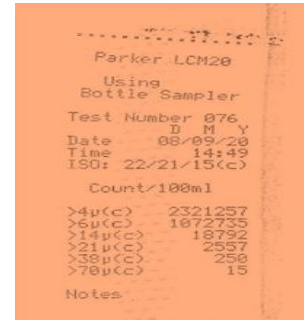 Parker LCM20
Using
Bottle Sampler
Test Number 076
D M Y
Date 08/09/20
Time 14:49
ISO: 22/21/15(c)
Count/100ml
>4µ(c) 2321257
>6µ(c) 1072735
>14µ(c) 18792
>21µ(c) 2557
>38µ(c) 250
>70µ(c) 15
Notes